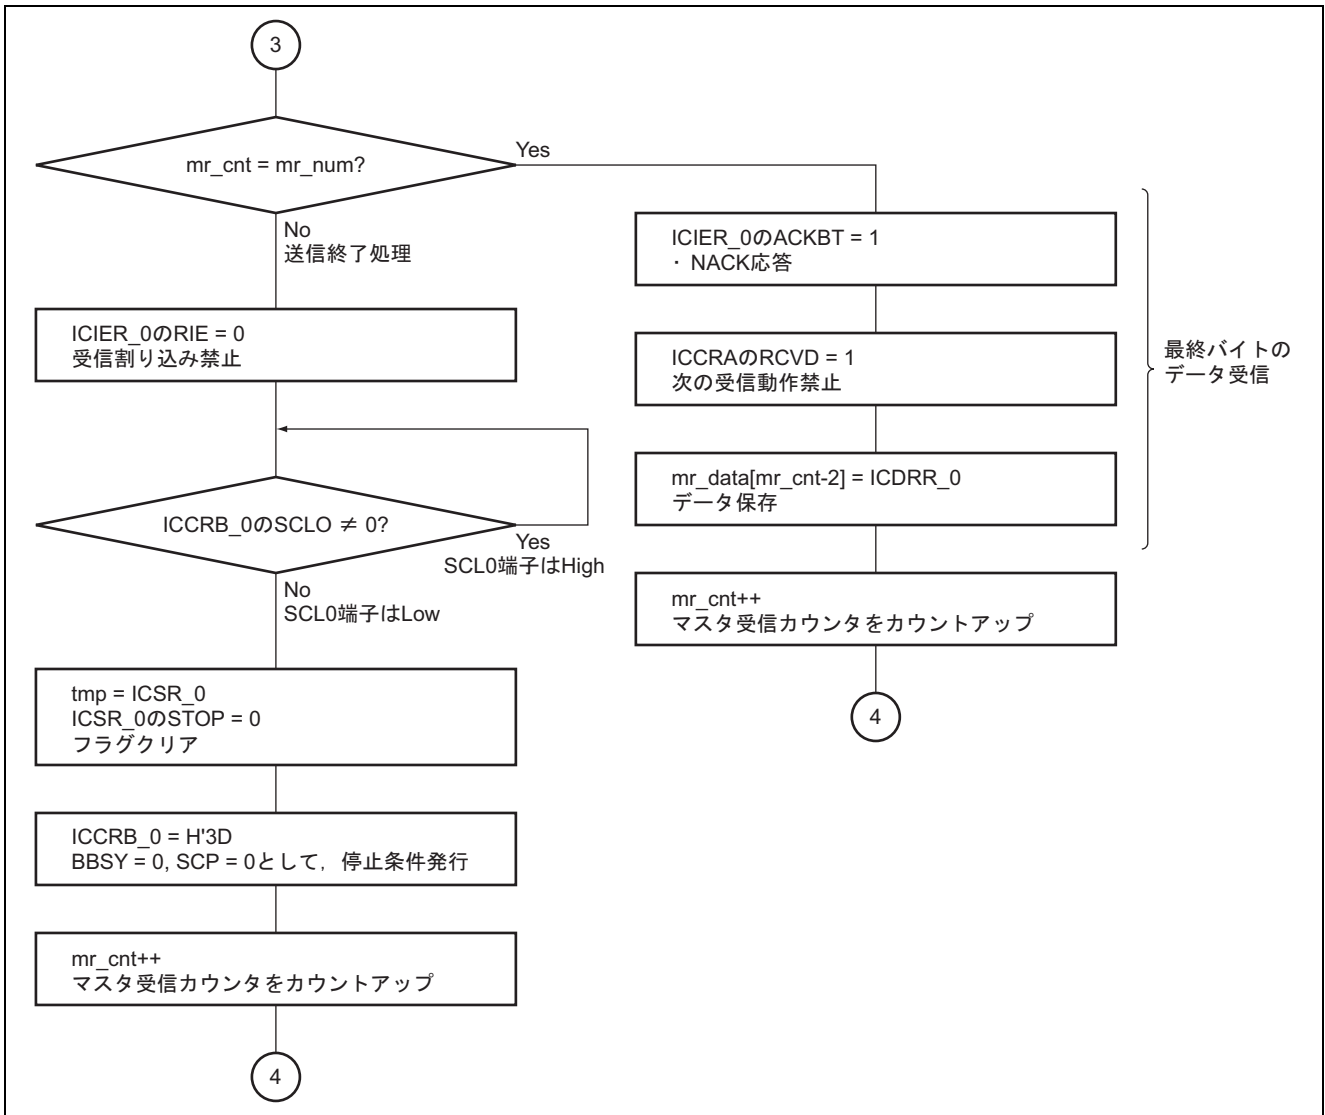 3
mr_cnt = mr_num?
Yes
No
送信終了処理
ICIER_0のRIE = 0
受信割り込み禁止
ICCRB_0のSCLO ≠ 0?
Yes
SCL0端子はHigh
No
SCL0端子はLow
tmp = ICSR_0
ICSR_0のSTOP = 0
フラグクリア
ICCRB_0 = H'3D
BBSY = 0, SCP = 0として，停止条件発行
mr_cnt++
マスタ受信カウンタをカウントアップ
4
ICIER_0のACKBT = 1
・NACK応答
ICCRAのRCVD = 1
次の受信動作禁止
mr_data[mr_cnt-2] = ICDRR_0
データ保存
最終バイトの
データ受信
mr_cnt++
マスタ受信カウンタをカウントアップ
4